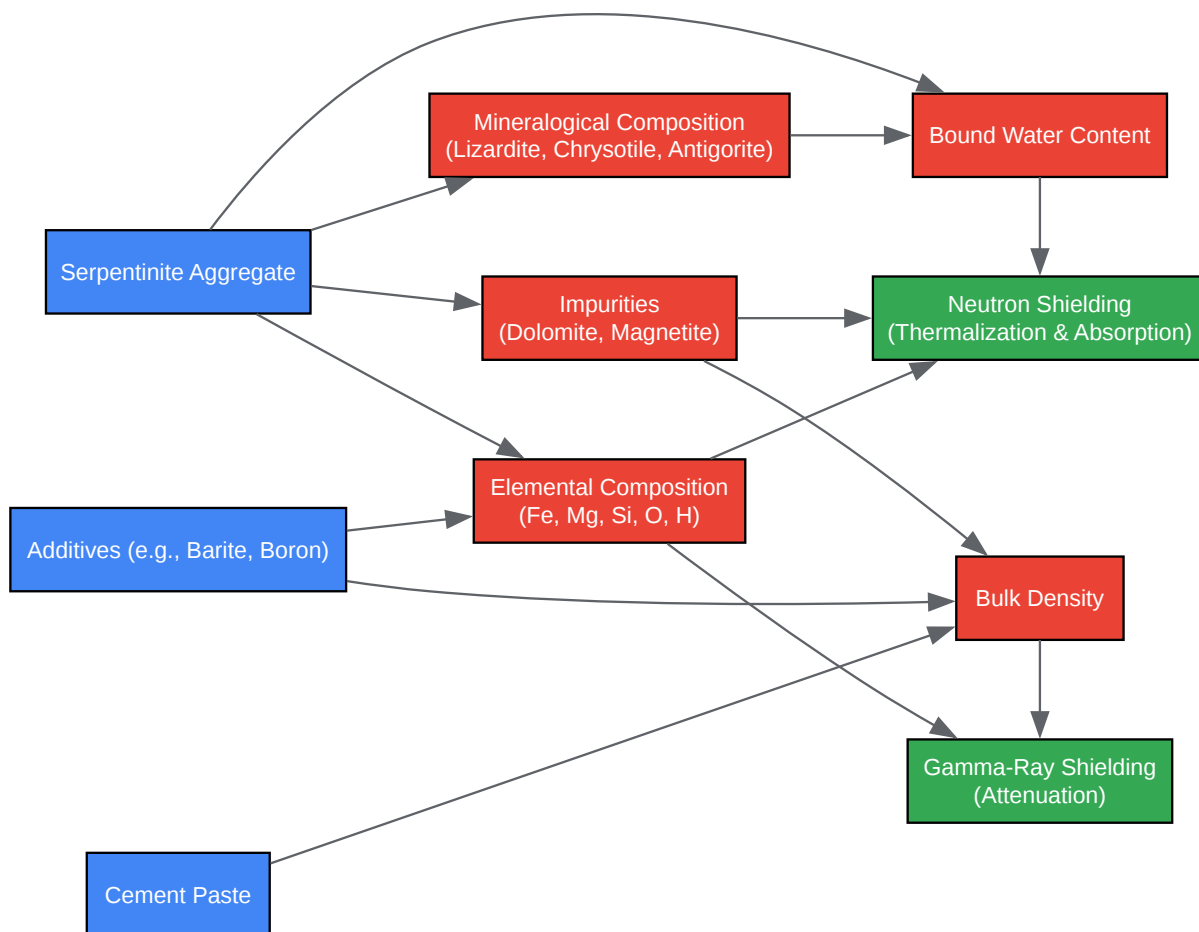 Mineralogical Composition
(Lizardite, Chrysotile, Antigorite)
Bound Water Content
Serpentinite Aggregate
Impurities
(Dolomite, Magnetite)
Neutron Shielding
(Thermalization & Absorption)
Elemental Composition
(Fe, Mg, Si, O, H)
Additives (e.g., Barite, Boron)
Bulk Density
Gamma-Ray Shielding
(Attenuation)
Cement Paste